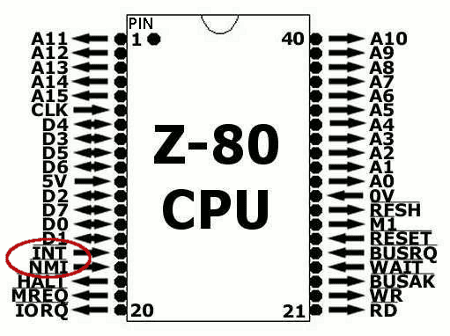 PIN
1
40
A11
A12
A13
A14
A15
CLK
D4
D3
D5
D6
5V
D2
D7
D0
D1
INT
NMI
HALT
MREQ
IORQ
Z-80
CPU
20
21
A10
A9
A8
A7
A6
A5
A4
A3
A2
A1
A0
0V
RFSH
M1
RESET
BUSRQ
WAIT
BUSAK
WR
RD